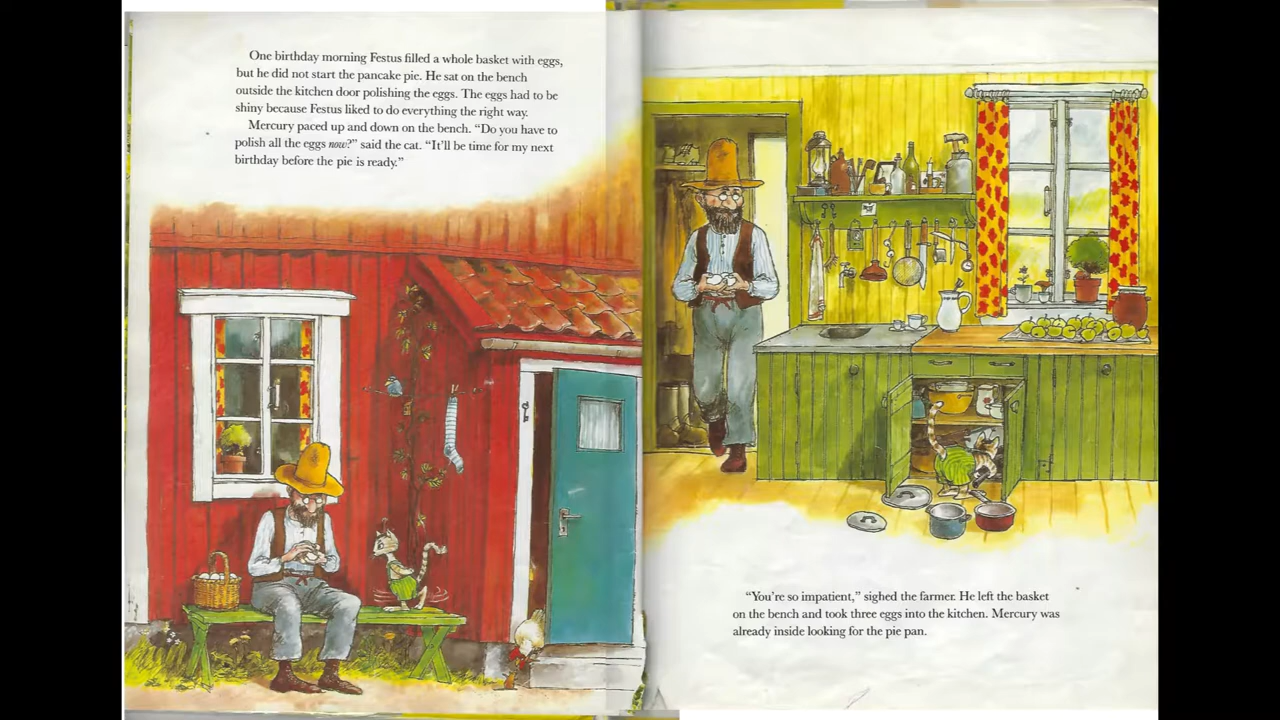 One birthday morning Festus filled a whole basket with eggs,
but he did not start the pancake pie. He sat on the bench
outside the kitchen door polishing the eggs. The eggs had to be
shiny because Festus liked to do everything the right way.
Mercury paced up and down on the bench. “Do you have to
polish all the eggs now?” said the cat. “It’ll be time for my next
birthday before the pie is ready.”
“You’re so impatient,” sighed the farmer. He left the basket
on the bench and took three eggs into the kitchen. Mercury was
already inside looking for the pie pan.